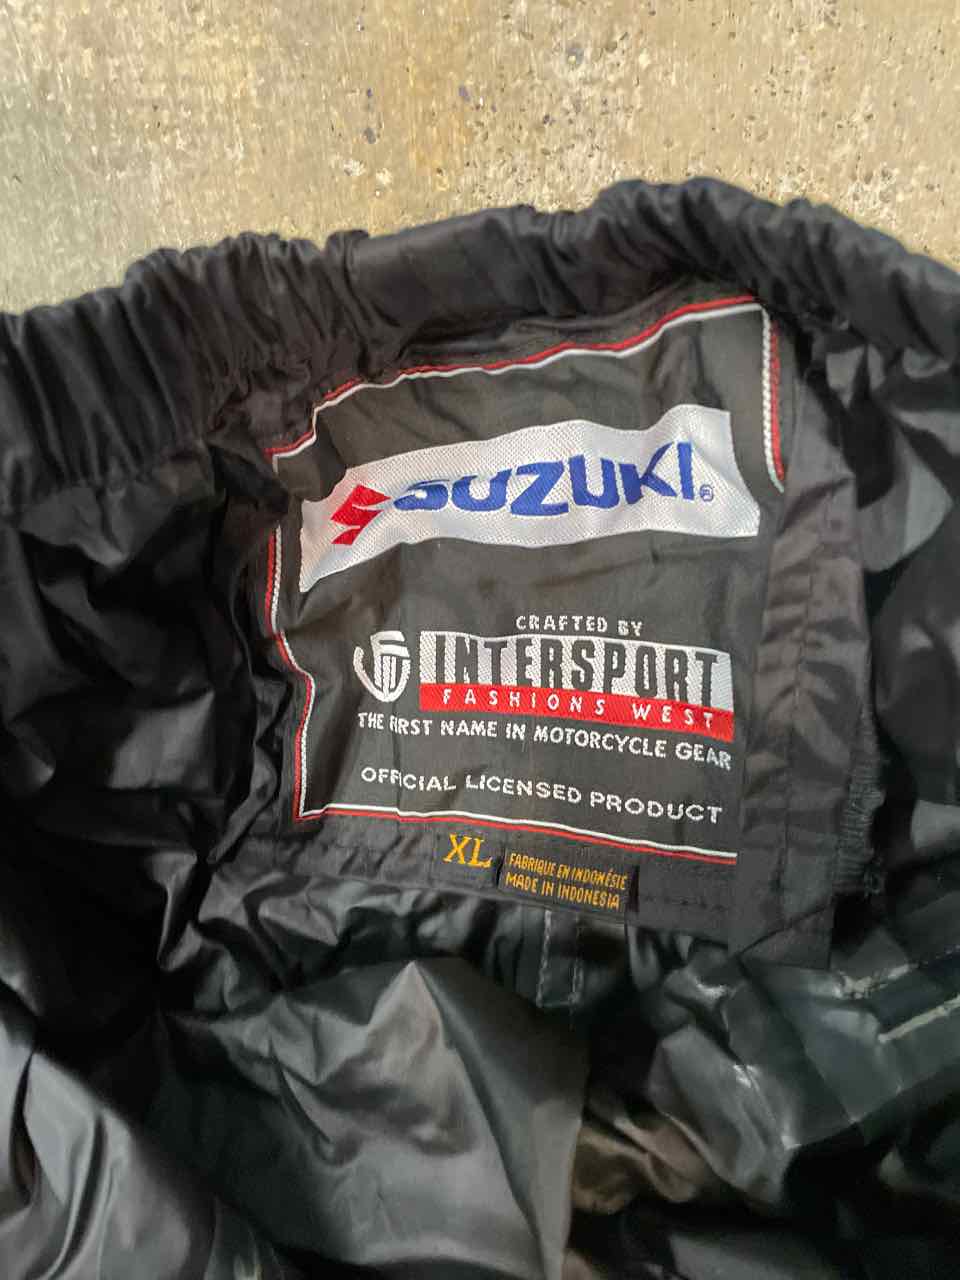 SUZUKI®
CRAFTED BY
INTERSPORT
FASHIONS WEST
THE FIRST NAME IN MOTORCYCLE GEAR
OFFICIAL LICENSED PRODUCT
XL
FABRIQUE EN INDONÉSIE
MADE IN INDONESIA